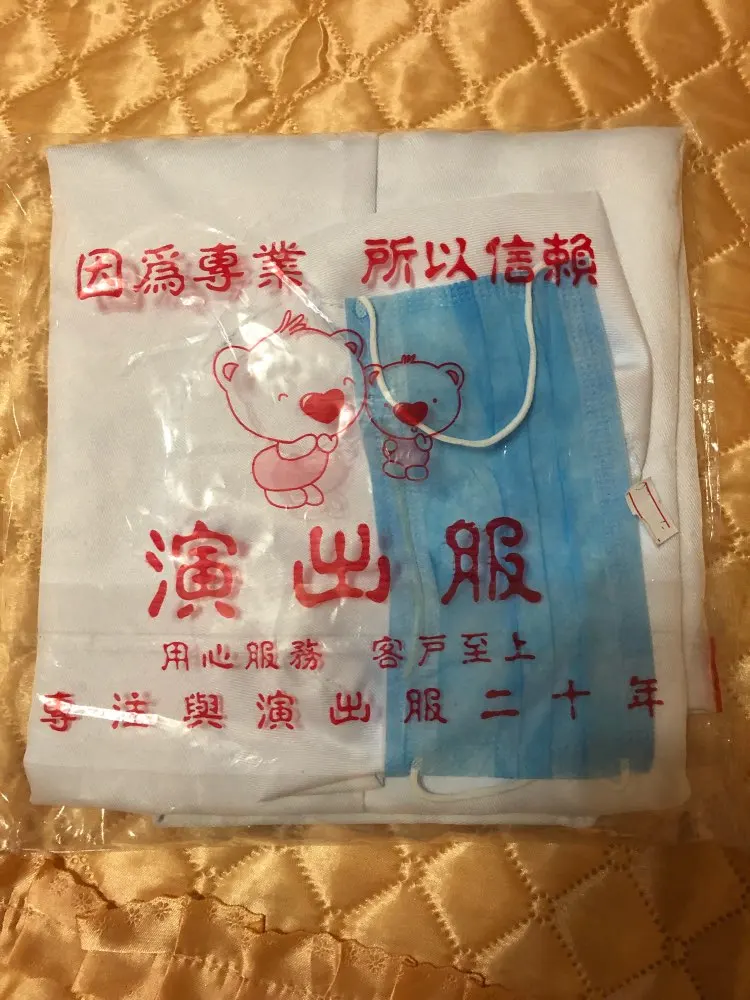 因爲專業 所以信賴
演出服
用心服務 客戶至上
專注與演出服二十年